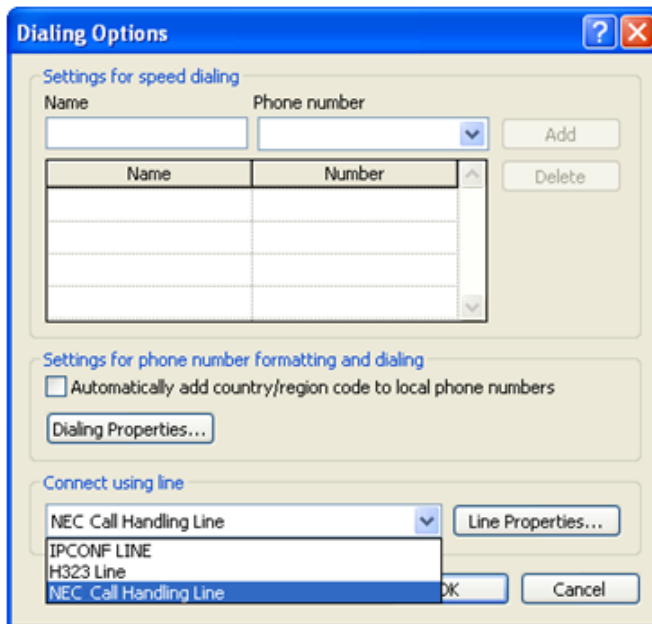 Dialing Options
Settings for speed dialing
Name Phone number
Add
Name Number
Delete
Settings for phone number formatting and dialing
Automatically add country/region code to local phone numbers
Dialing Properties...
Connect using line
NEC Call Handling Line Line Properties...
IPCONF LINE
H323 Line
NEC Call Handling Line
Cancel